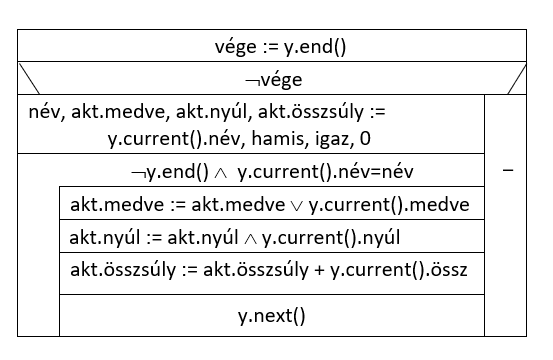 vége := y.end()
¬vége
név, akt.medve, akt.nyúl, akt.összsúly :=
y.current().név, hamis, igaz, 0
–
¬y.end() ∧ y.current().név=név
akt.medve := akt.medve ∨ y.current().medve
akt.nyúl := akt.nyúl ∧ y.current().nyúl
akt.összsúly := akt.összsúly + y.current().össz
y.next()